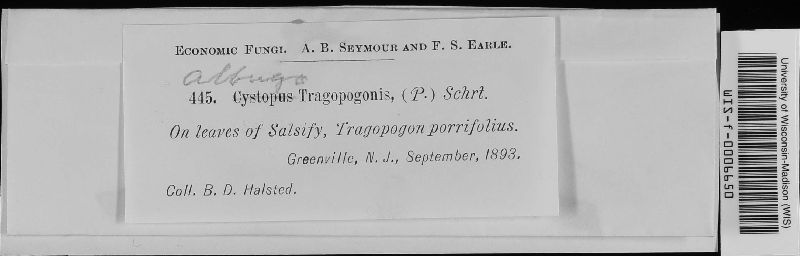 Economic Fungi. A. B. Seymour and F. S. Earle.
Albugo
445. Cystopus Tragopogonis, (P.) Schrt.
On leaves of Salsify, Tragopogon porrifolius.
Greenville, N. J., September, 1893.
Coll. B. D. Halsted.
University of Wisconsin-Madison (WIS)
WIS-f-0009650